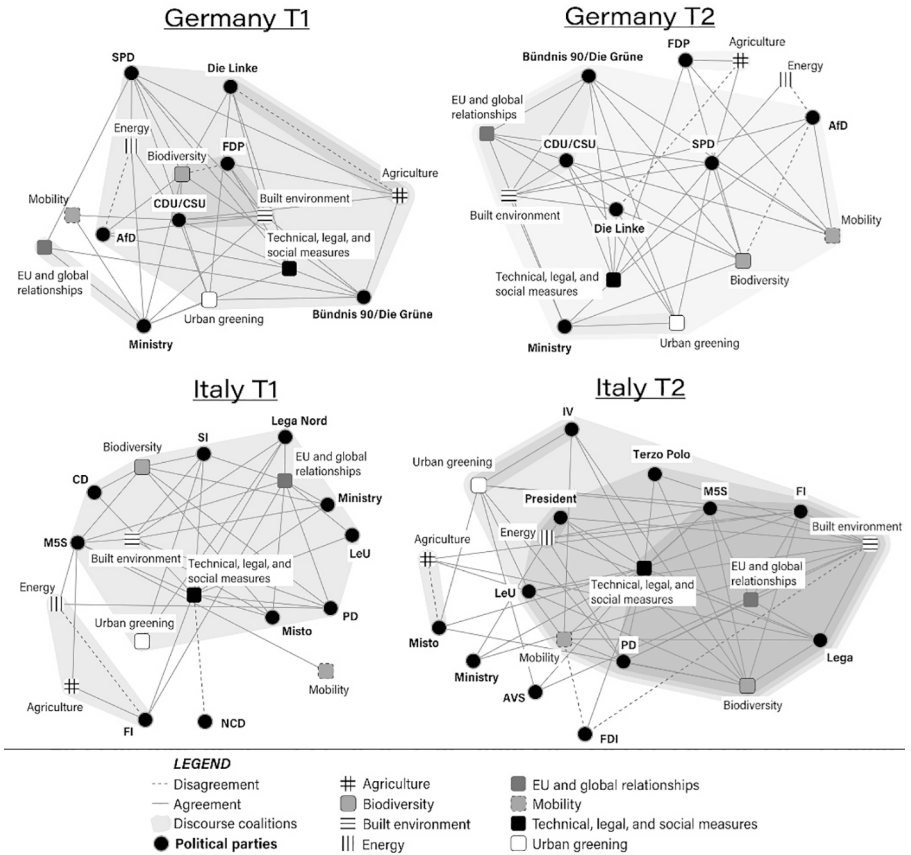 Germany T1
SPD
Die Linke
Energy
FDP
Biodiversity
Agriculture
Mobility
CDU/CSU
Built environment
AfD
Technical, legal, and
social measures
EU and global
relationships
Urban greening
Bündnis 90/Die Grüne
Ministry
Germany T2
FDP
Agriculture
Bündnis 90/Die Grüne
Energy
EU and global
relationships
AfD
CDU/CSU
SPD
Built environment
Die Linke
Mobility
Technical, legal, and
social measures
Biodiversity
Ministry
Urban greening
Italy T1
Lega Nord
SI
Biodiversity
EU and global
relationships
CD
Ministry
M5S
LeU
Built environment
Technical, legal, and
social measures
Energy
PD
Urban greening
Misto
Mobility
Agriculture
FI
NCD
Italy T2
IV
Terzo Polo
Urban greening
M5S
FI
President
Built environment
Energy
Agriculture
EU and global
relationships
Technical, legal, and
social measures
LeU
Misto
PD
Mobility
Lega
Ministry
AVS
Biodiversity
FDI
LEGEND
Disagreement
Agreement
Discourse coalitions
Political parties
Agriculture
Biodiversity
Built environment
Energy
EU and global relationships
Mobility
Technical, legal, and social measures
Urban greening